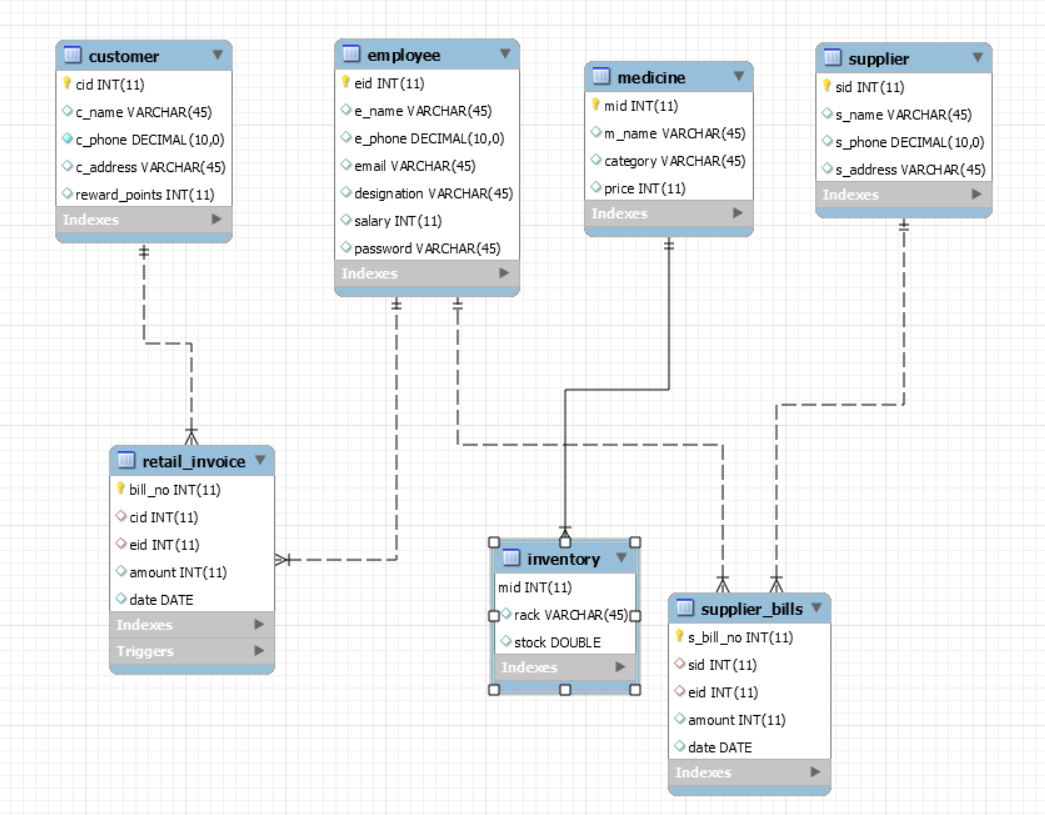 customer
cid INT(11)
c_name VARCHAR(45)
c_phone DECIMAL(10,0)
c_address VARCHAR(45)
reward_points INT(11)
Indexes
employee
eid INT(11)
e_name VARCHAR(45)
e_phone DECIMAL(10,0)
email VARCHAR(45)
designation VARCHAR(45)
salary INT(11)
password VARCHAR(45)
Indexes
medicine
mid INT(11)
m_name VARCHAR(45)
category VARCHAR(45)
price INT(11)
Indexes
supplier
sid INT(11)
s_name VARCHAR(45)
s_phone DECIMAL(10,0)
s_address VARCHAR(45)
Indexes
retail_invoice
bill_no INT(11)
cid INT(11)
eid INT(11)
amount INT(11)
date DATE
Indexes
Triggers
inventory
mid INT(11)
rack VARCHAR(45)
stock DOUBLE
Indexes
supplier_bills
s_bill_no INT(11)
sid INT(11)
eid INT(11)
amount INT(11)
date DATE
Indexes